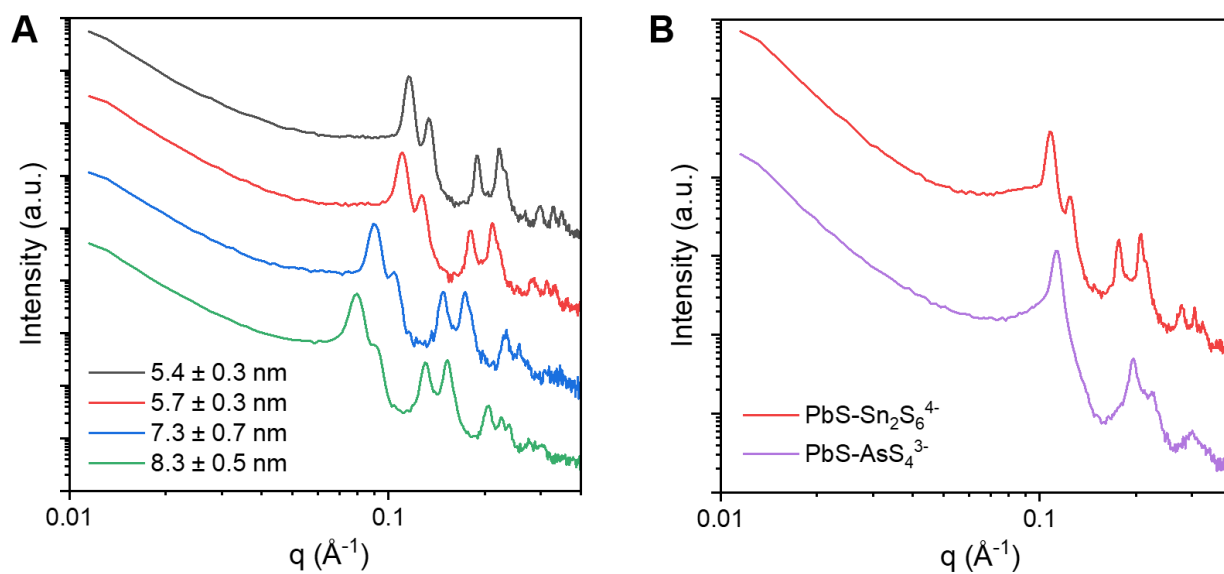 A
Intensity (a.u.)
5.4 ± 0.3 nm
5.7 ± 0.3 nm
7.3 ± 0.7 nm
8.3 ± 0.5 nm
0.01
0.1
q (Å⁻¹)
B
Intensity (a.u.)
PbS-Sn₂S₆⁴⁻
PbS-AsS₄³⁻
0.01
0.1
q (Å⁻¹)